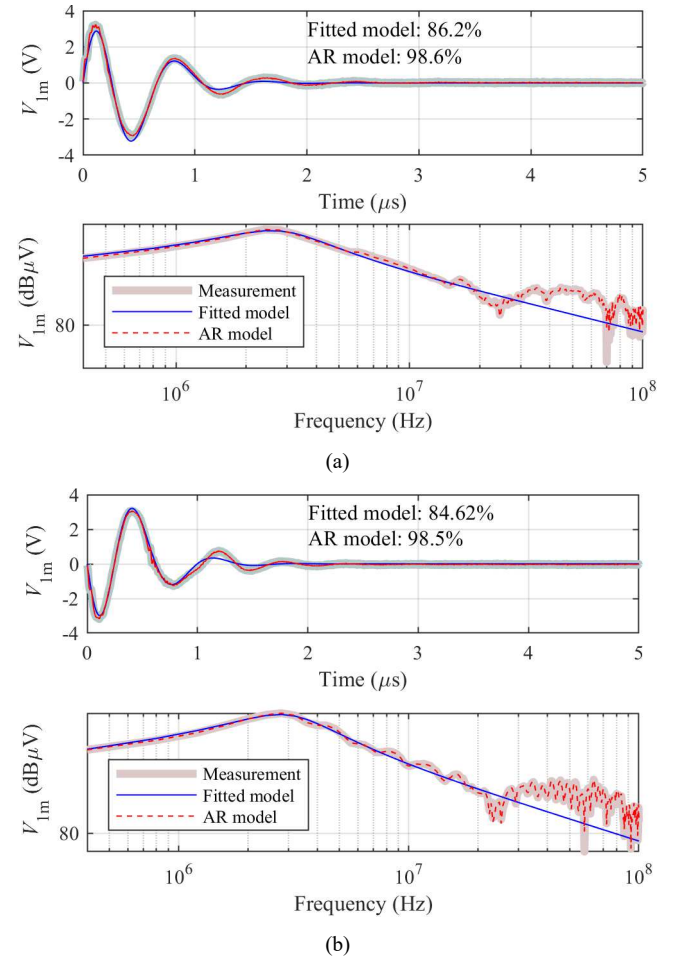 4
2
0
-2
-4
V1m (V)
Fitted model: 86.2%
AR model: 98.6%
0 1 2 3 4 5
Time (μs)
V1m (dBμV)
80
Measurement
Fitted model
AR model
10^6 10^7 10^8
Frequency (Hz)
(a)
4
2
0
-2
-4
V1m (V)
Fitted model: 84.62%
AR model: 98.5%
0 1 2 3 4 5
Time (μs)
V1m (dBμV)
80
Measurement
Fitted model
AR model
10^6 10^7 10^8
Frequency (Hz)
(b)